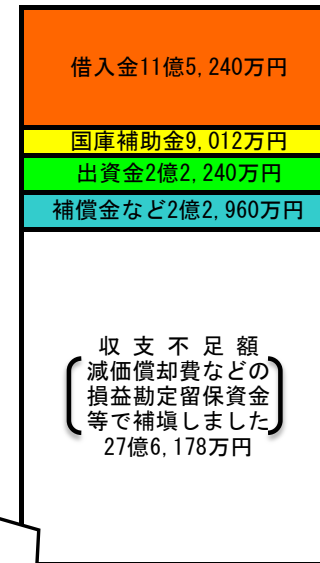 借入金11億5,240万円
国庫補助金9,012万円
出資金2億2,240万円
補償金など2億2,960万円
収支不足額
減価償却費などの
損益勘定留保資金
等で補塡しました
27億6,178万円